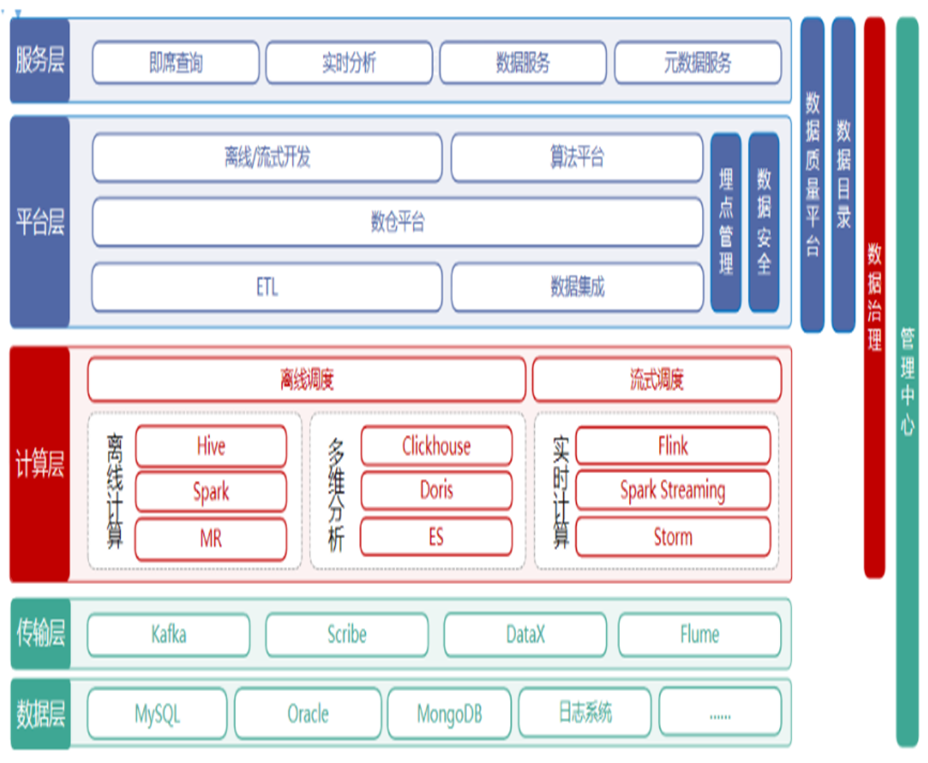 服务层
即席查询
实时分析
数据服务
元数据服务
平台层
离线/流式开发
算法平台
数仓平台
ETL
数据集成
埋点管理
数据安全
数据质量平台
数据目录
数据治理
管理中心
计算层
离线调度
流式调度
离线计算
Hive
Spark
MR
多维分析
Clickhouse
Doris
ES
实时计算
Flink
Spark Streaming
Storm
传输层
Kafka
Scribe
DataX
Flume
数据层
MySQL
Oracle
MongoDB
日志系统
......